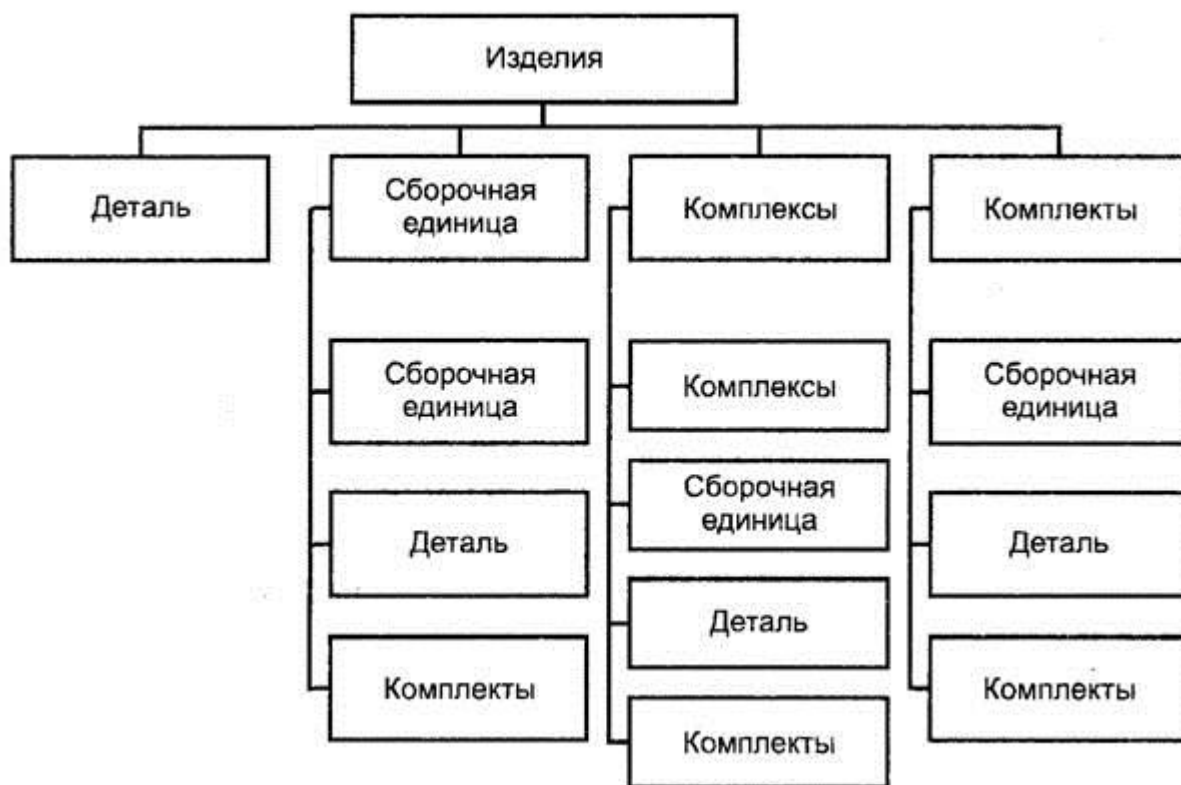 Изделия
Деталь
Сборочная
единица
Комплексы
Комплекты
Сборочная
единица
Комплексы
Сборочная
единица
Сборочная
единица
Деталь
Деталь
Деталь
Комплекты
Комплекты
Комплекты